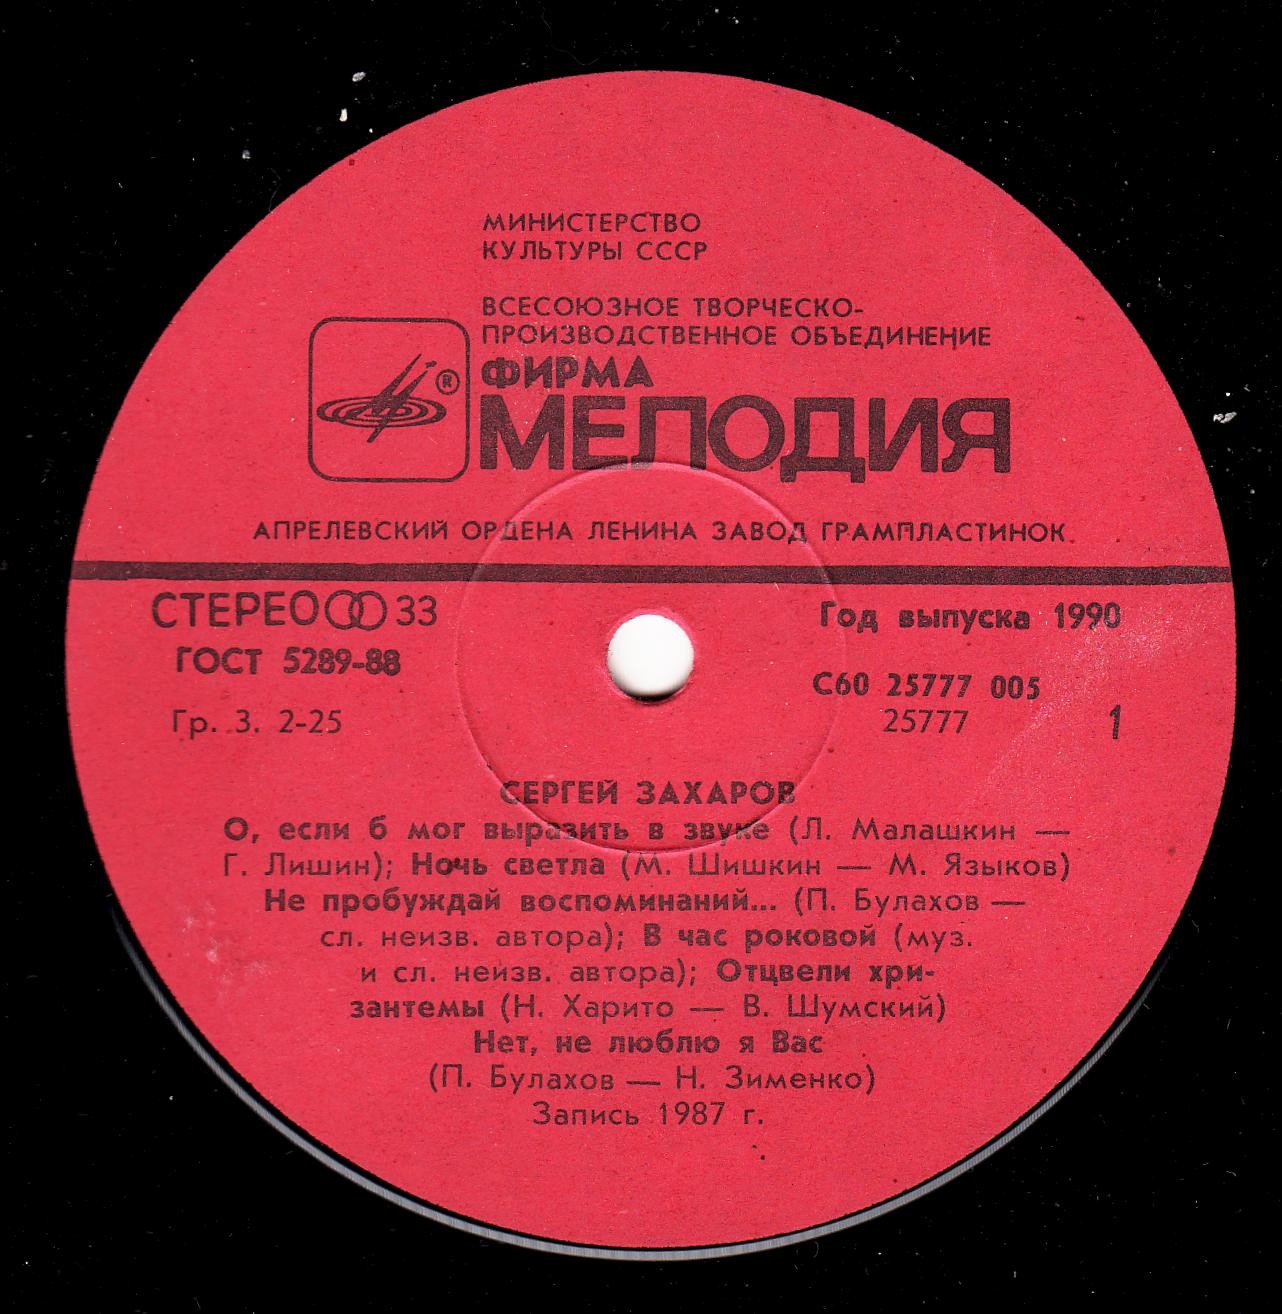 МИНИСТЕРСТВО
КУЛЬТУРЫ СССР
ВСЕСОЮЗНОЕ ТВОРЧЕСКО-
ПРОИЗВОДСТВЕННОЕ ОБЪЕДИНЕНИЕ
ФИРМА
®
МЕЛОДИЯ
АПРЕЛЕВСКИЙ ОРДЕНА ЛЕНИНА ЗАВОД ГРАМПЛАСТИНОК
СТЕРЕО 33
Год выпуска 1990
ГОСТ 5289-88
С60 25777 005
Гр. 3. 2-25
25777
1
СЕРГЕЙ ЗАХАРОВ
О, если б мог выразить в звуке (Л. Малашкин —
Г. Лишин); Ночь светла (М. Шишкин — М. Языков)
Не пробуждай воспоминаний... (П. Булахов —
сл. неизв. автора); В час роковой (муз.
и сл. неизв. автора); Отцвели хри-
зантемы (Н. Харито — В. Шумский)
Нет, не люблю я Вас
(П. Булахов — Н. Зименко)
Запись 1987 г.